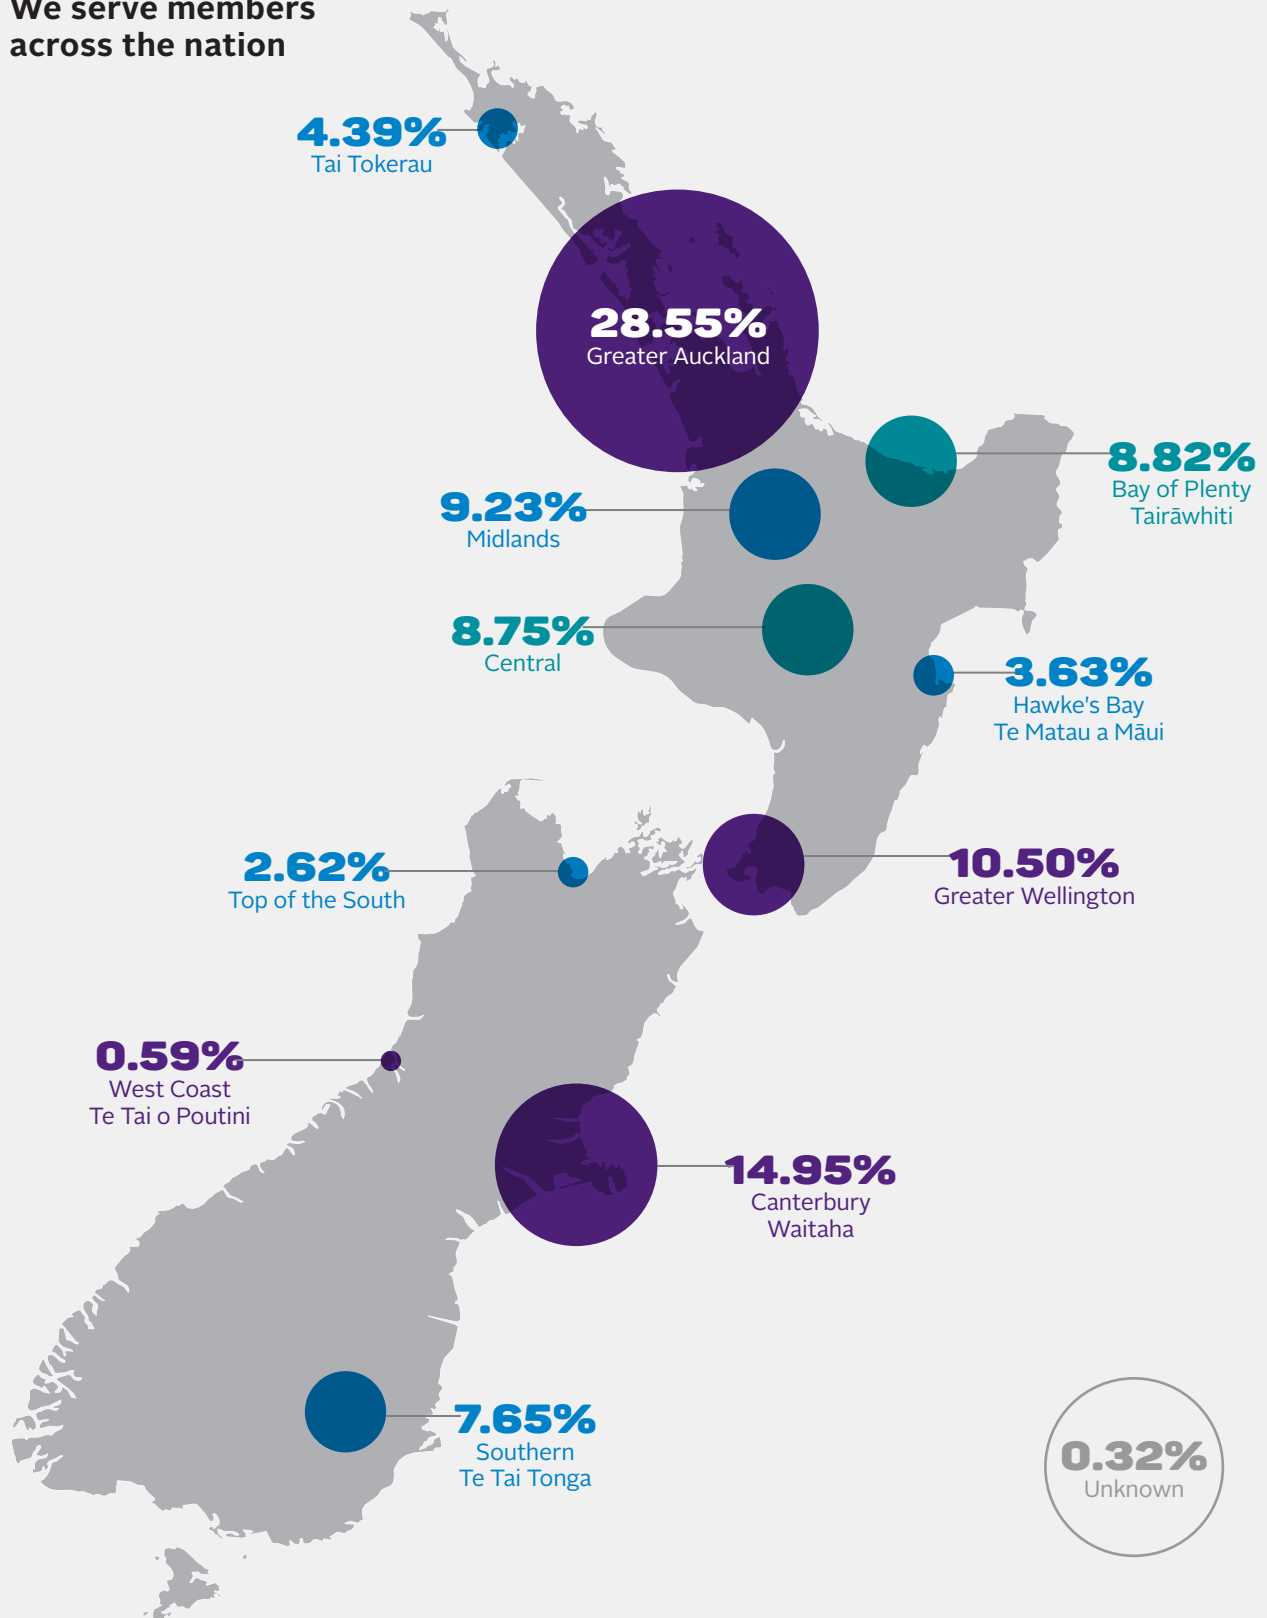 We serve members
across the nation
4.39%
Tai Tokerau
28.55%
Greater Auckland
8.82%
Bay of Plenty
Tairāwhiti
9.23%
Midlands
8.75%
Central
3.63%
Hawke's Bay
Te Matau a Māui
2.62%
Top of the South
10.50%
Greater Wellington
0.59%
West Coast
Te Tai o Poutini
14.95%
Canterbury
Waitaha
7.65%
Southern
Te Tai Tonga
0.32%
Unknown